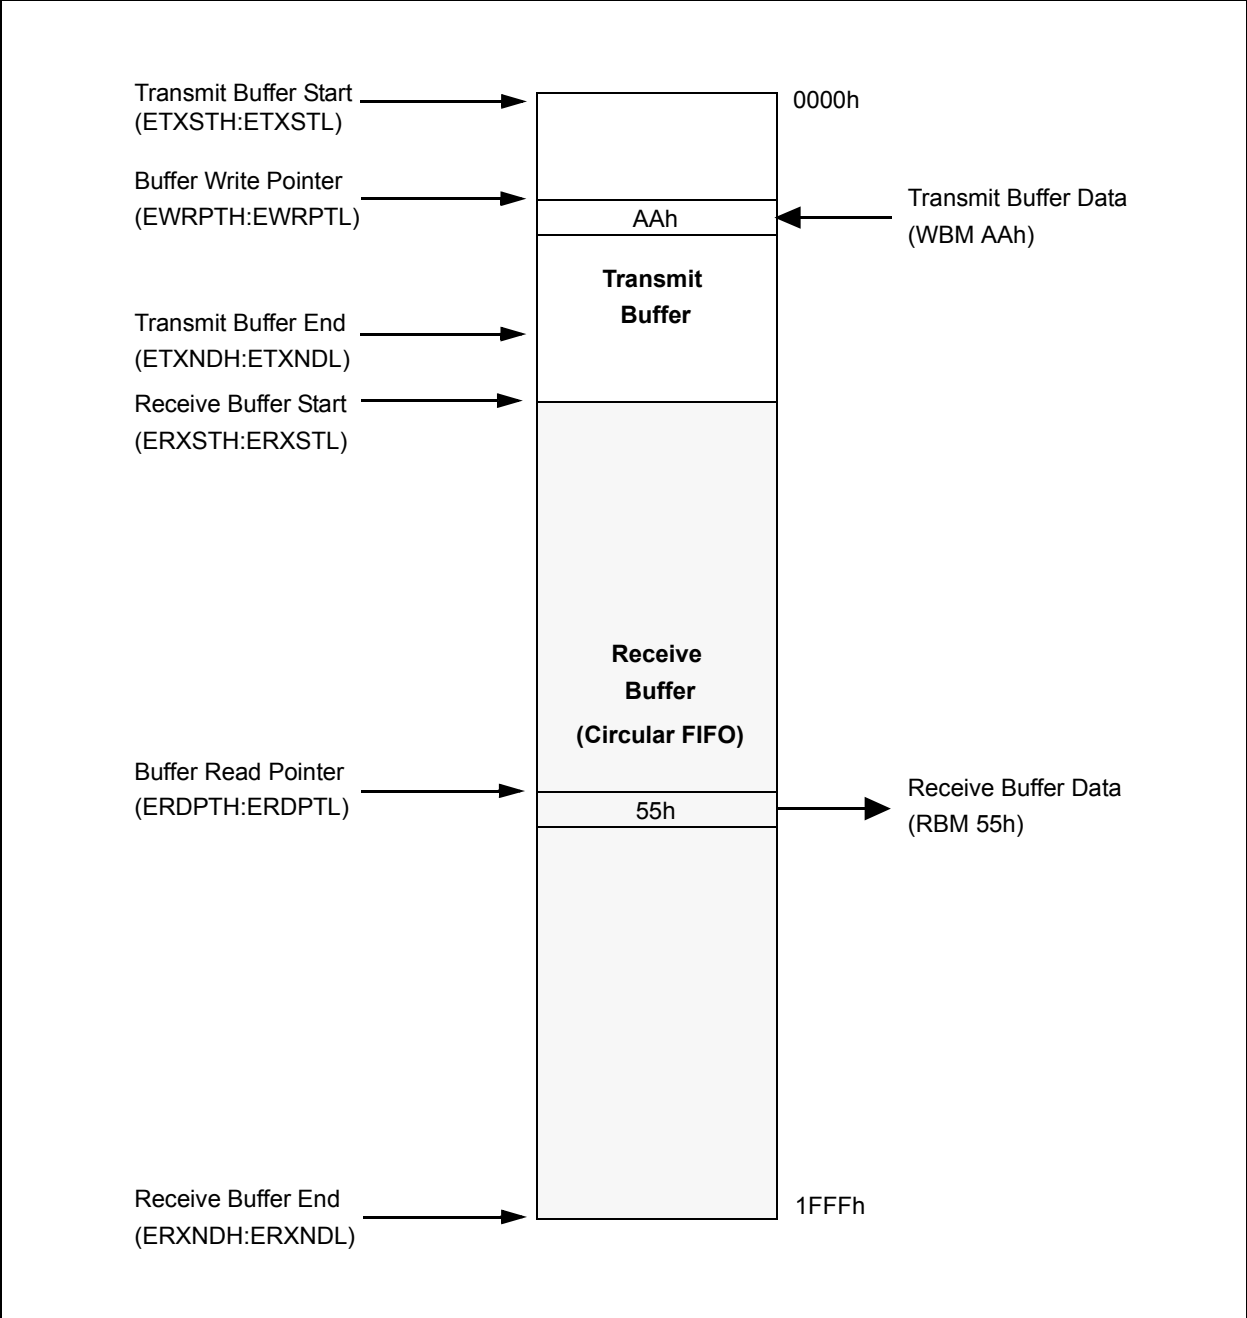 Transmit Buffer Start
(ETXSTH:ETXSTL)
0000h
Buffer Write Pointer
(EWRPTH:EWRPTL)
AAh
Transmit Buffer Data
(WBM AAh)
Transmit
Buffer
Transmit Buffer End
(ETXNDH:ETXNDL)
Receive Buffer Start
(ERXSTH:ERXSTL)
Receive
Buffer
(Circular FIFO)
Buffer Read Pointer
(ERDPTH:ERDPTL)
55h
Receive Buffer Data
(RBM 55h)
Receive Buffer End
(ERXNDH:ERXNDL)
1FFFh